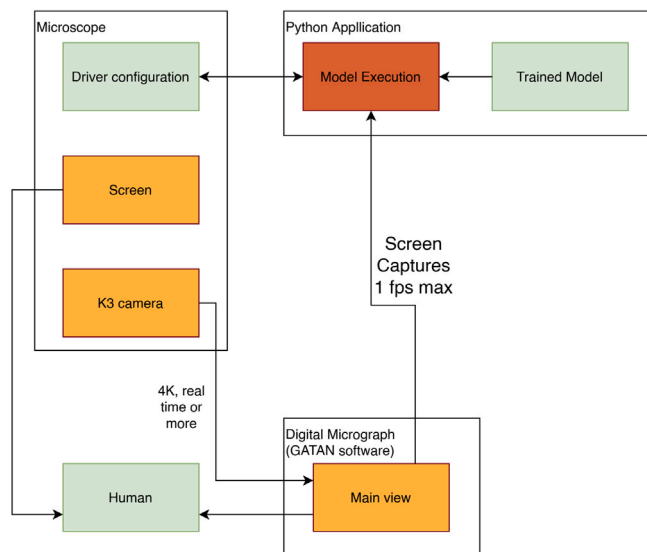 Microscope
Python Appllication
Driver configuration
Model Execution
Trained Model
Screen
Screen
Captures
1 fps max
K3 camera
4K, real
time or
more
Digital Micrograph
(GATAN software)
Human
Main view